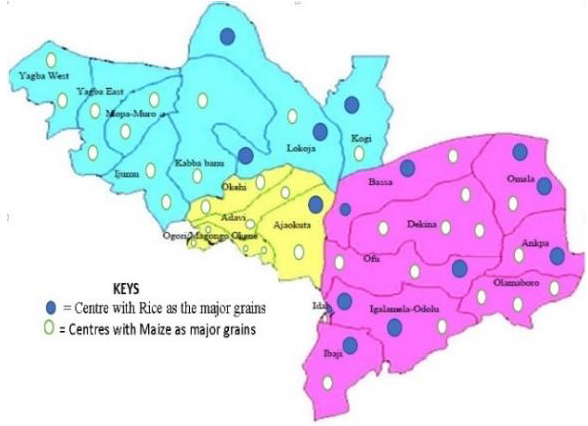 Yagba West
Yagba East
Mopa-Muro
Ijumu
Kabba banu
Lokoja
Kogi
Okehi
Adavi
Ogori/Magongo
Okene
Ajaokuta
Bassa
Omala
Dekina
Ankpa
Ofu
Olamaboro
Idah
Igalamela-Odolu
Ibaji
KEYS
= Centre with Rice as the major grains
= Centres with Maize as major grains